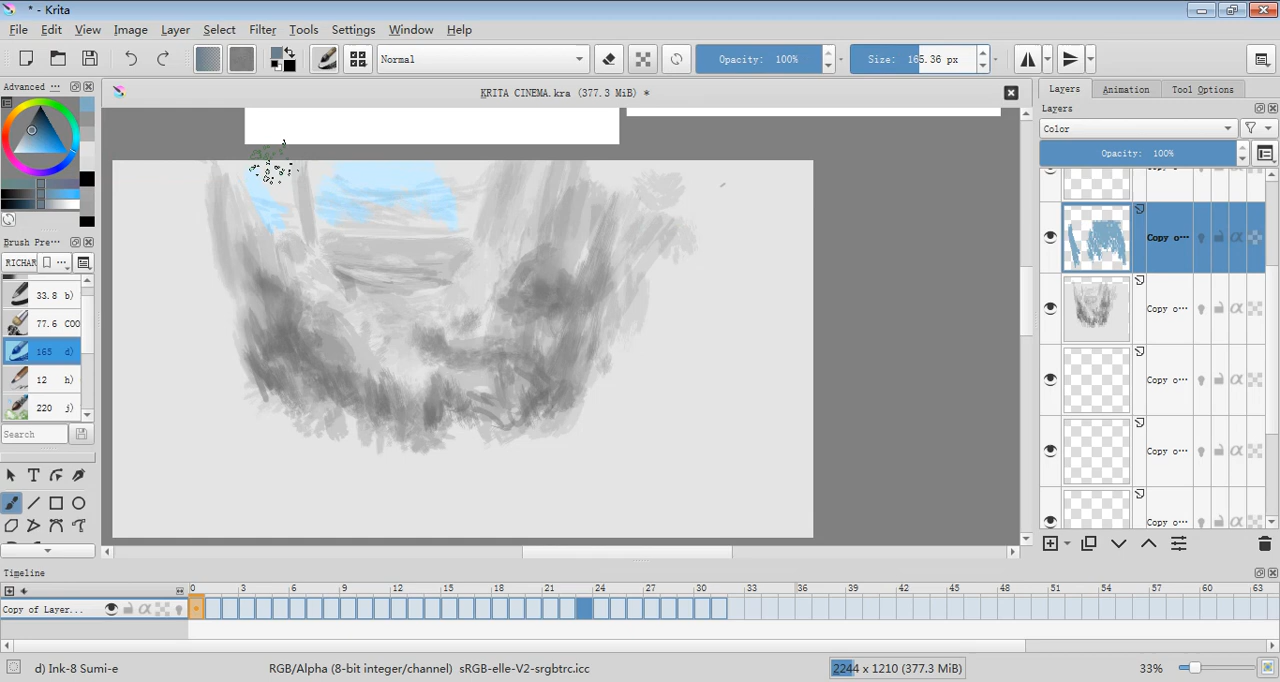 * - Krita
File Edit View Image Layer Select Filter Tools Settings Window Help
Normal Opacity: 100% Size: 165.36 px
Advanced ···
KRITA CINEMA.kra (377.3 MiB) *
Layers Animation Tool Options
Layers
Color
Opacity: 100%
Brush Pre···
RICHAR
33.8 b)
77.6 COO
165 d)
12 h)
220 j)
Search
Copy o···
Copy o···
Copy o···
Copy o···
Copy o···
Timeline
0 3 6 9 12 15 18 21 24 27 30 33 36 39 42 45 48 51 54 57 60 63
Copy of Layer...
d) Ink-8 Sumi-e RGB/Alpha (8-bit integer/channel) sRGB-elle-V2-srgbtrc.icc 2244 x 1210 (377.3 MiB) 33%